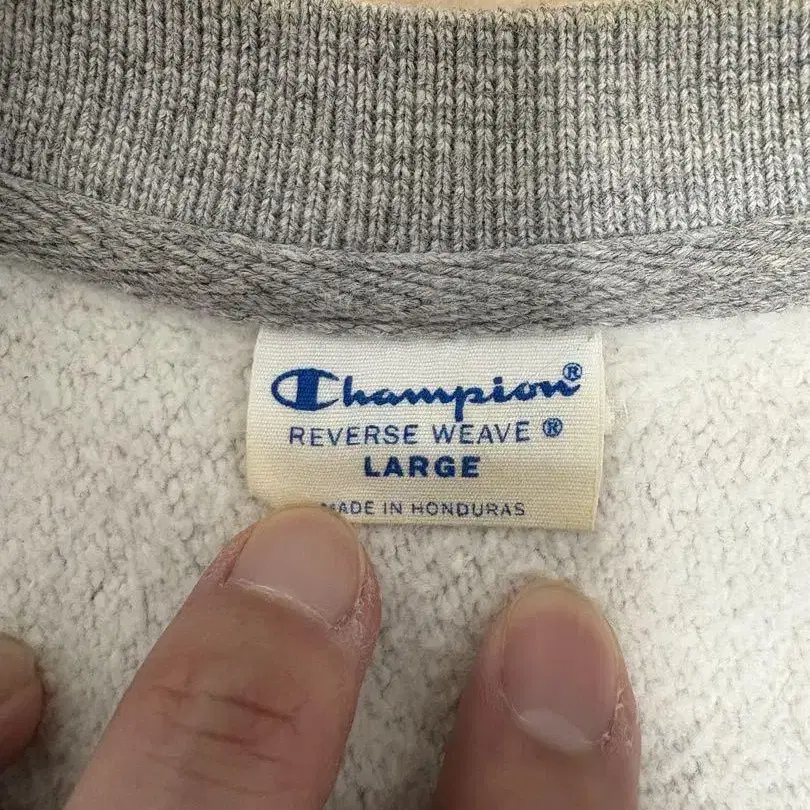 Champion®
REVERSE WEAVE ®
LARGE
MADE IN HONDURAS